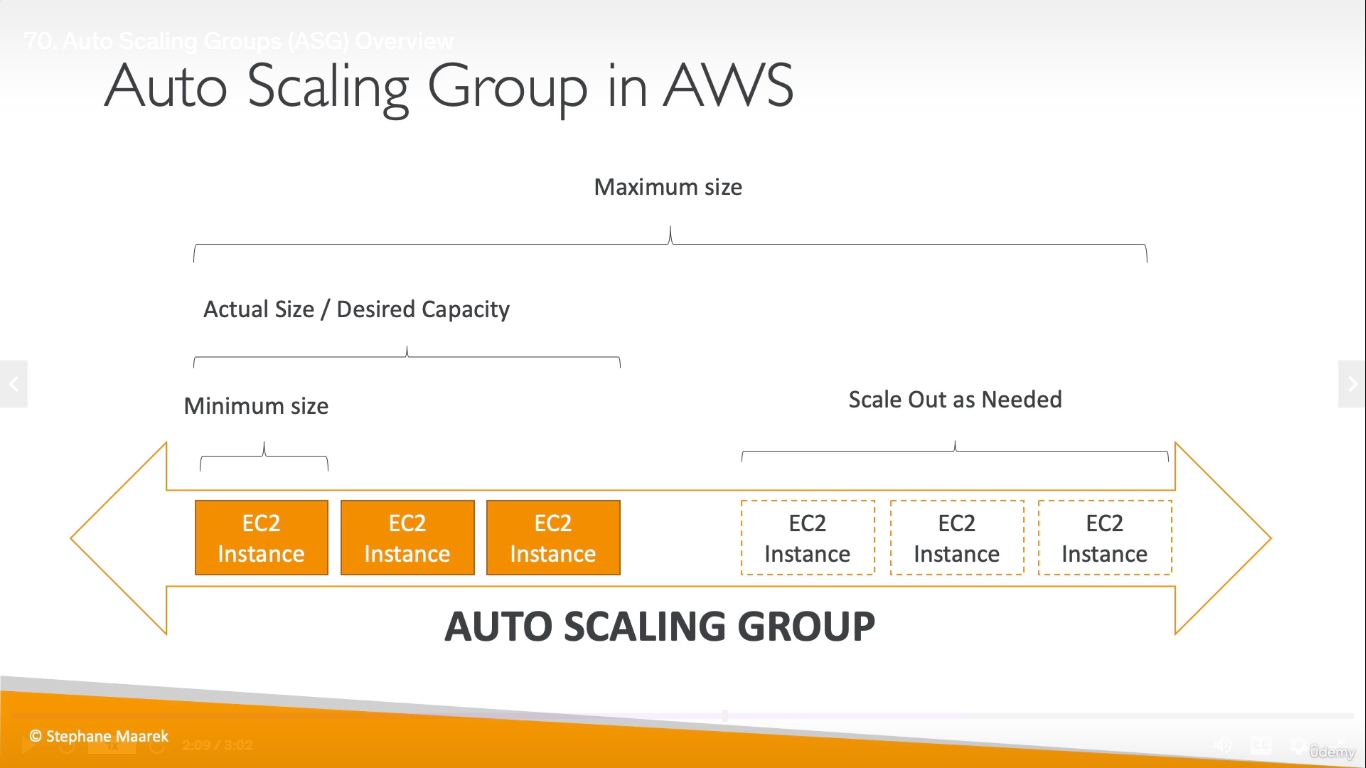 70. Auto Scaling Groups (ASG) Overview
Auto Scaling Group in AWS
Maximum size
Actual Size / Desired Capacity
Minimum size
Scale Out as Needed
EC2
Instance
EC2
Instance
EC2
Instance
EC2
Instance
EC2
Instance
EC2
Instance
AUTO SCALING GROUP
© Stephane Maarek
1x
2:09 / 3:02
ûdemy